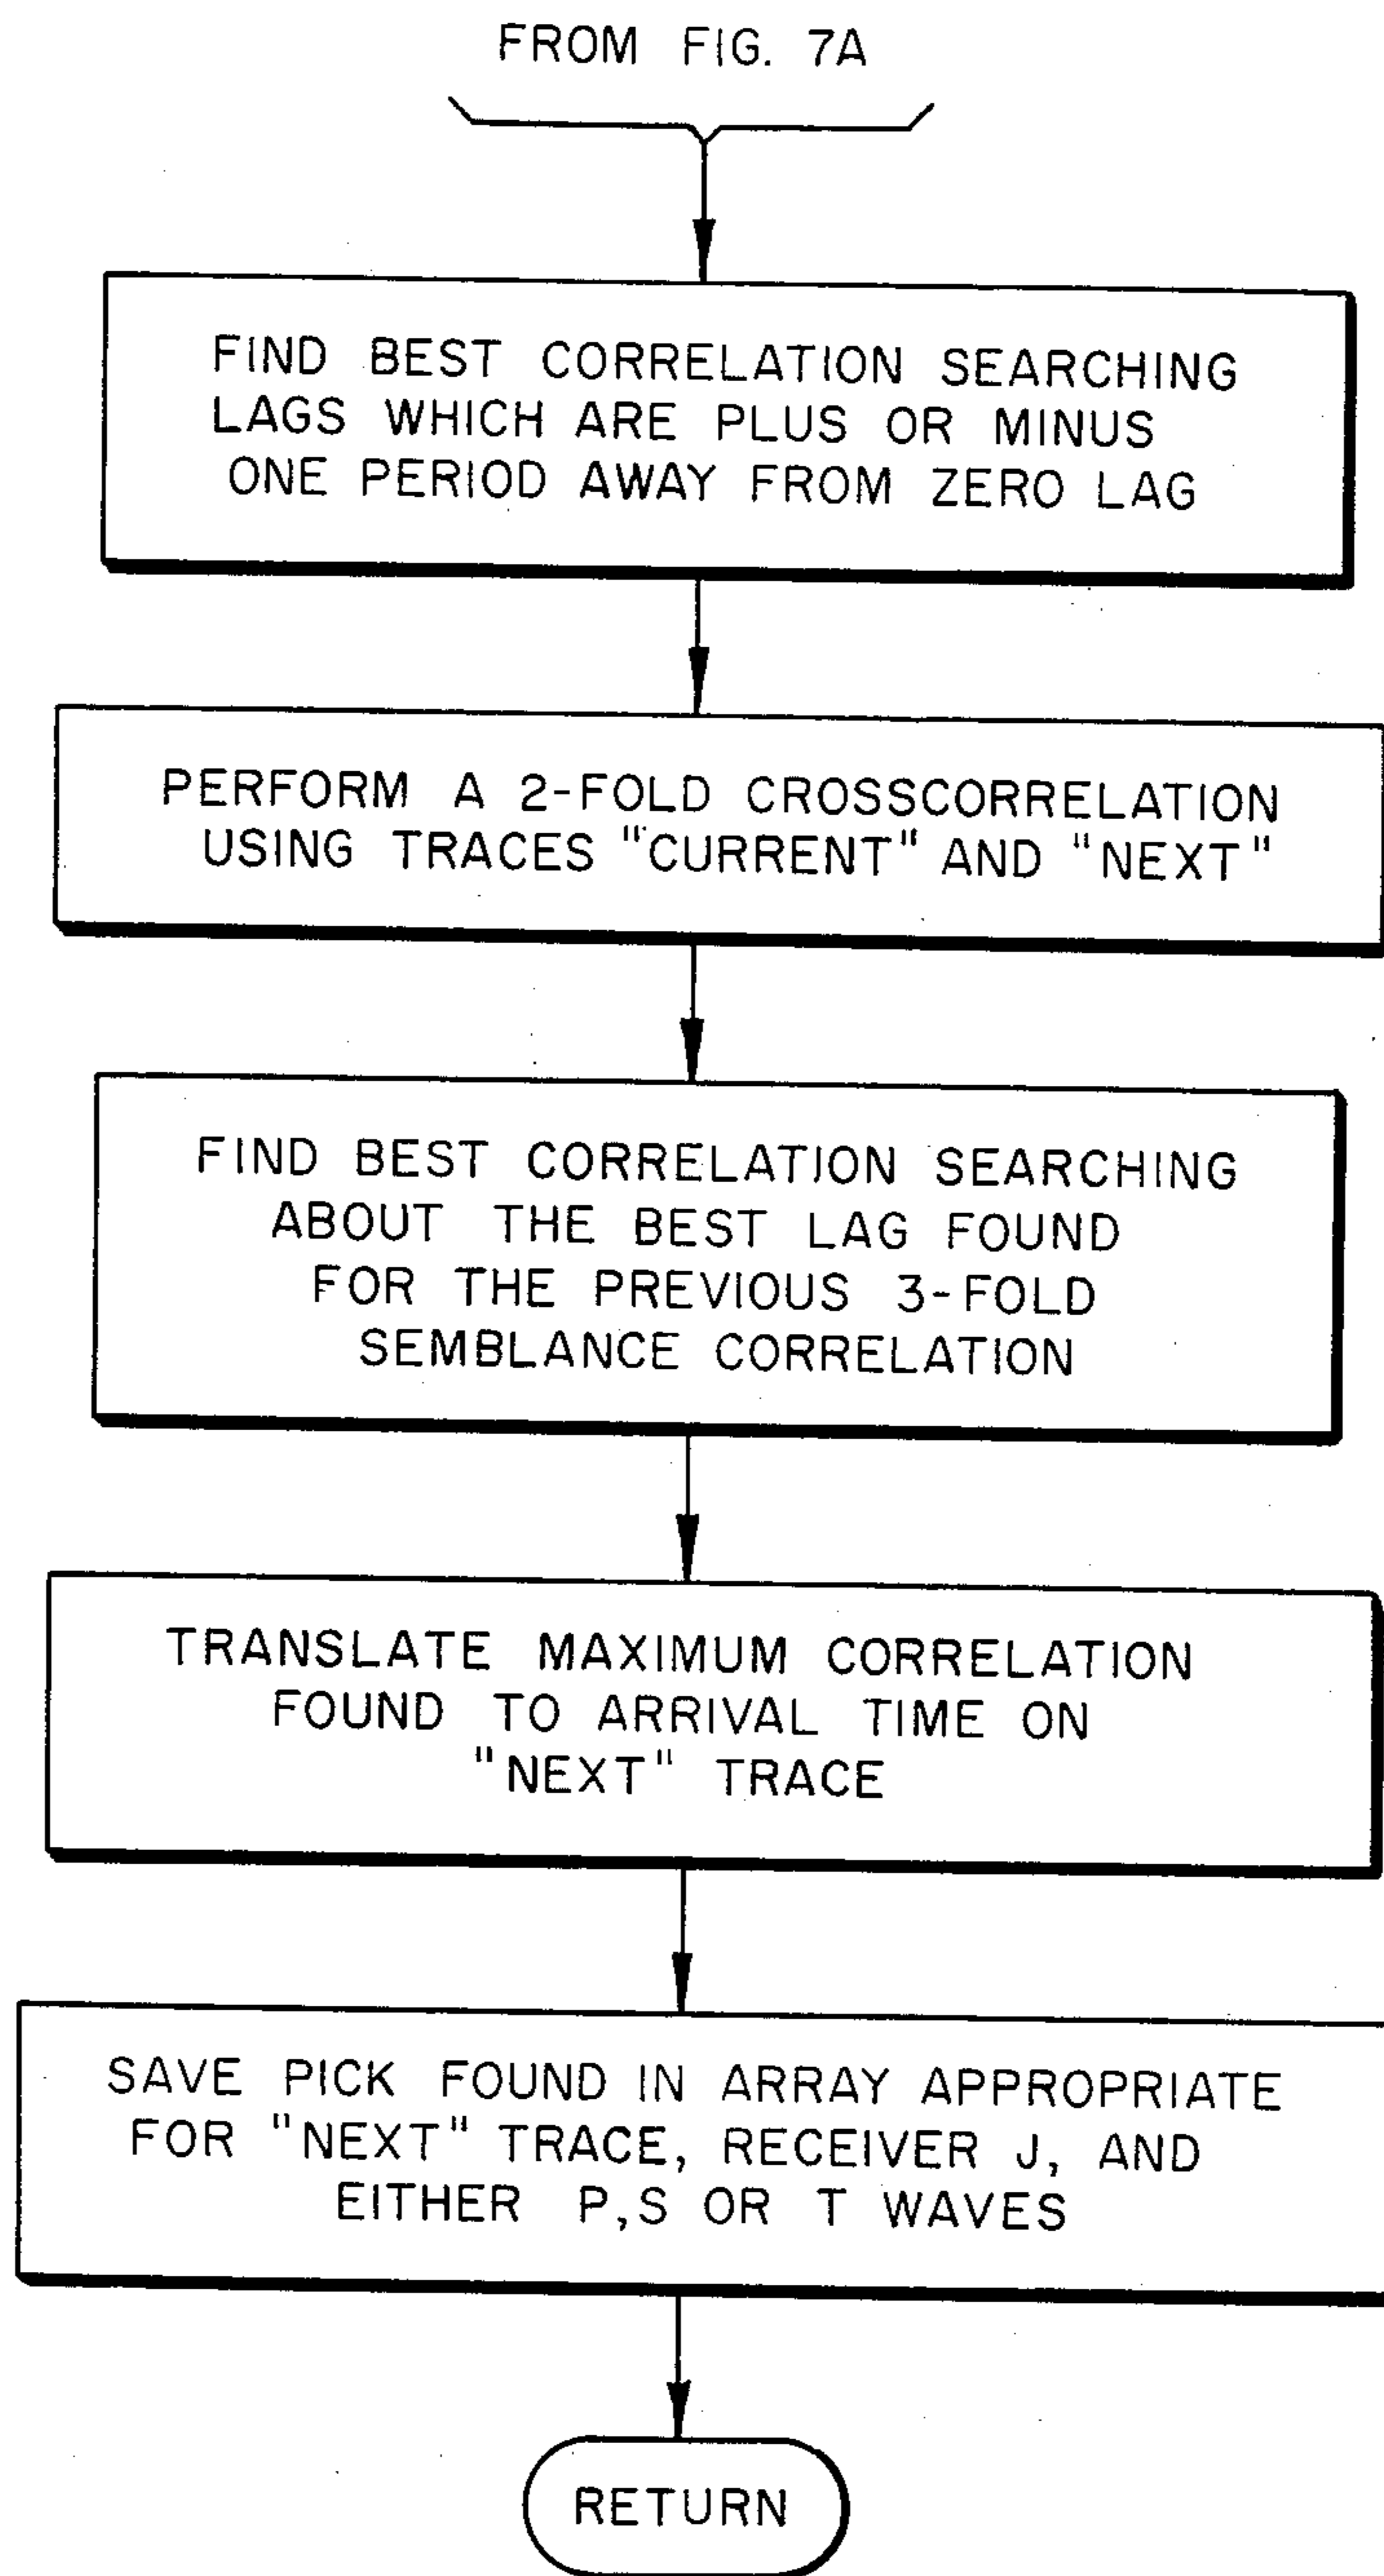 FROM FIG. 7A
FIND BEST CORRELATION SEARCHING
LAGS WHICH ARE PLUS OR MINUS
ONE PERIOD AWAY FROM ZERO LAG
PERFORM A 2-FOLD CROSSCORRELATION
USING TRACES "CURRENT" AND "NEXT"
FIND BEST CORRELATION SEARCHING
ABOUT THE BEST LAG FOUND
FOR THE PREVIOUS 3-FOLD
SEMBLANCE CORRELATION
TRANSLATE MAXIMUM CORRELATION
FOUND TO ARRIVAL TIME ON
"NEXT" TRACE
SAVE PICK FOUND IN ARRAY APPROPRIATE
FOR "NEXT" TRACE, RECEIVER J, AND
EITHER P,S OR T WAVES
RETURN